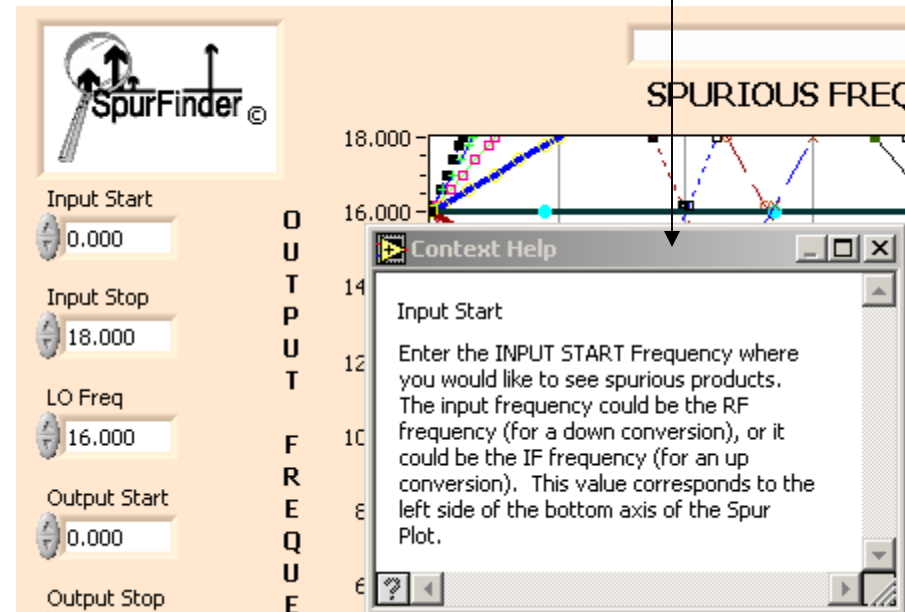 SpurFinder ©
SPURIOUS FREQ
Input Start
0.000
Input Stop
18.000
LO Freq
16.000
Output Start
0.000
Output Stop
OUTPUT FREQUE
18.000
16.000
14
12
10
8
6
Context Help
Input Start
Enter the INPUT START Frequency where
you would like to see spurious products.
The input frequency could be the RF
frequency (for a down conversion), or it
could be the IF frequency (for an up
conversion). This value corresponds to the
left side of the bottom axis of the Spur
Plot.
?